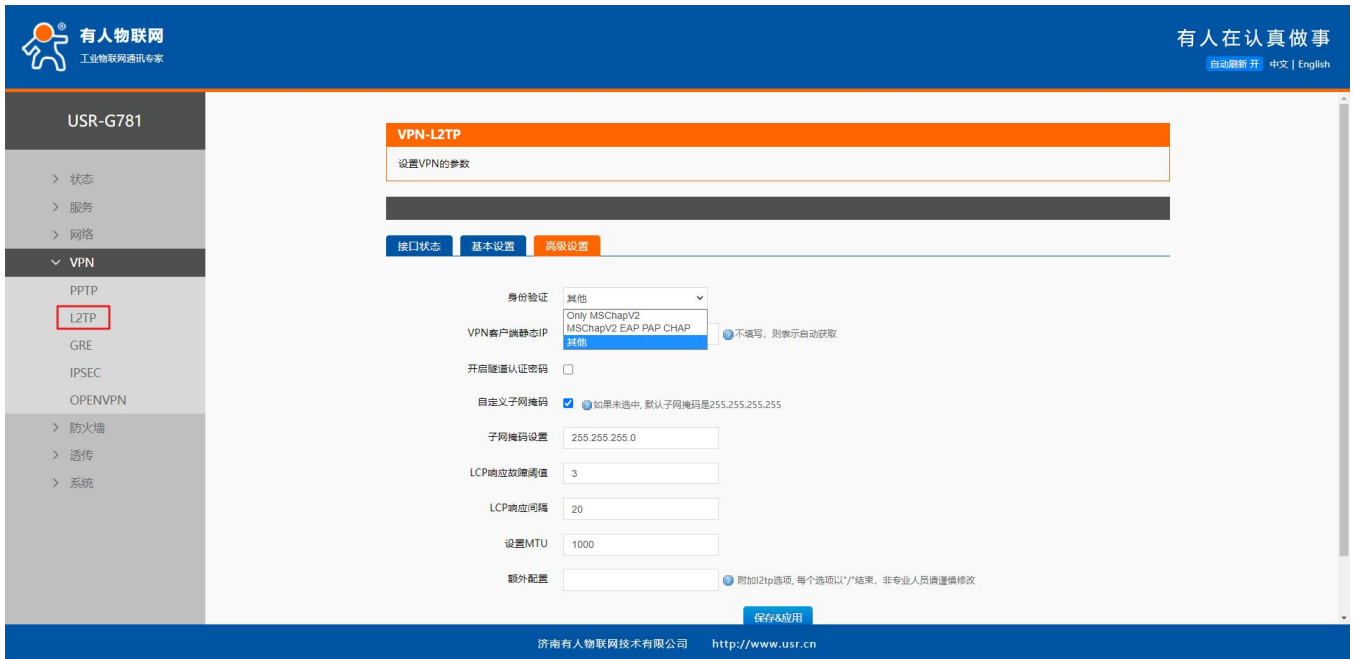 有人物联网
工业物联网通讯专家
有人在认真做事
自动刷新 开 中文 | English
USR-G781
状态
服务
网络
VPN
PPTP
L2TP
GRE
IPSEC
OPENVPN
防火墙
透传
系统
VPN-L2TP
设置VPN的参数
接口状态 基本设置 高级设置
身份验证 其他
Only MSChapV2
MSChapV2 EAP PAP CHAP
其他
VPN客户端静态IP 不填写，则表示自动获取
开启隧道认证密码
自定义子网掩码 如果未选中, 默认子网掩码是255.255.255.255
子网掩码设置 255.255.255.0
LCP响应故障阈值 3
LCP响应间隔 20
设置MTU 1000
额外配置 附加l2tp选项, 每个选项以"/"结束，非专业人员请谨慎修改
保存&应用
济南有人物联网技术有限公司 http://www.usr.cn